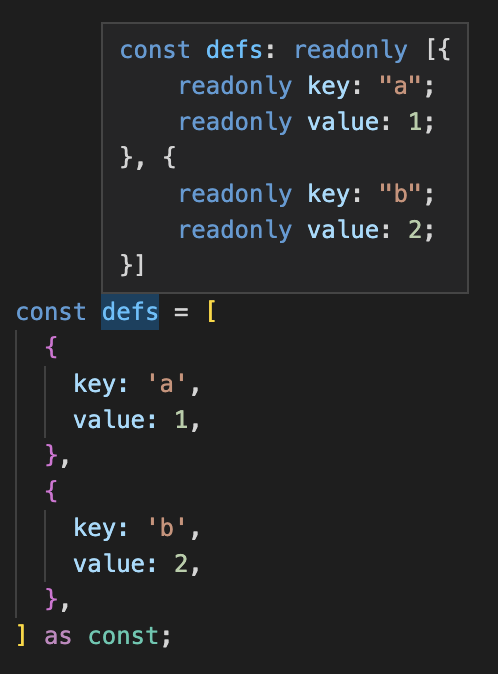 const defs: readonly [{
    readonly key: "a";
    readonly value: 1;
}, {
    readonly key: "b";
    readonly value: 2;
}]
const defs = [
  {
    key: 'a',
    value: 1,
  },
  {
    key: 'b',
    value: 2,
  },
] as const;